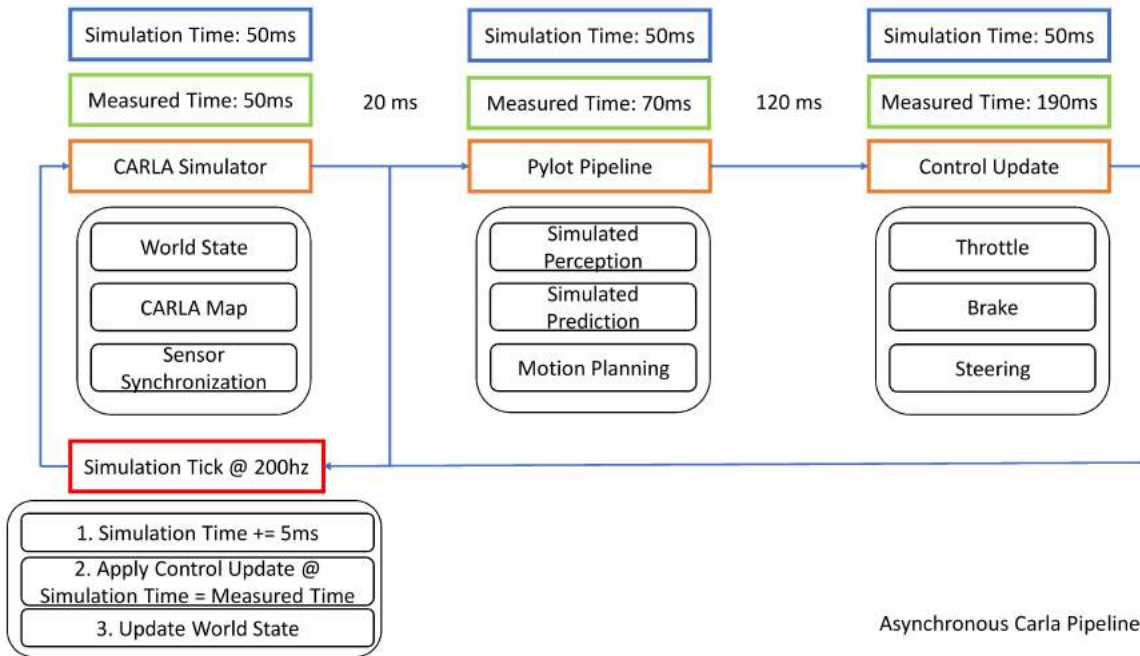 Simulation Time: 50ms
Simulation Time: 50ms
Simulation Time: 50ms
Measured Time: 50ms
20 ms
Measured Time: 70ms
120 ms
Measured Time: 190ms
CARLA Simulator
Pylot Pipeline
Control Update
World State
CARLA Map
Sensor
Synchronization
Simulated
Perception
Simulated
Prediction
Motion Planning
Throttle
Brake
Steering
Simulation Tick @ 200hz
1. Simulation Time += 5ms
2. Apply Control Update @
Simulation Time = Measured Time
3. Update World State
Asynchronous Carla Pipeline